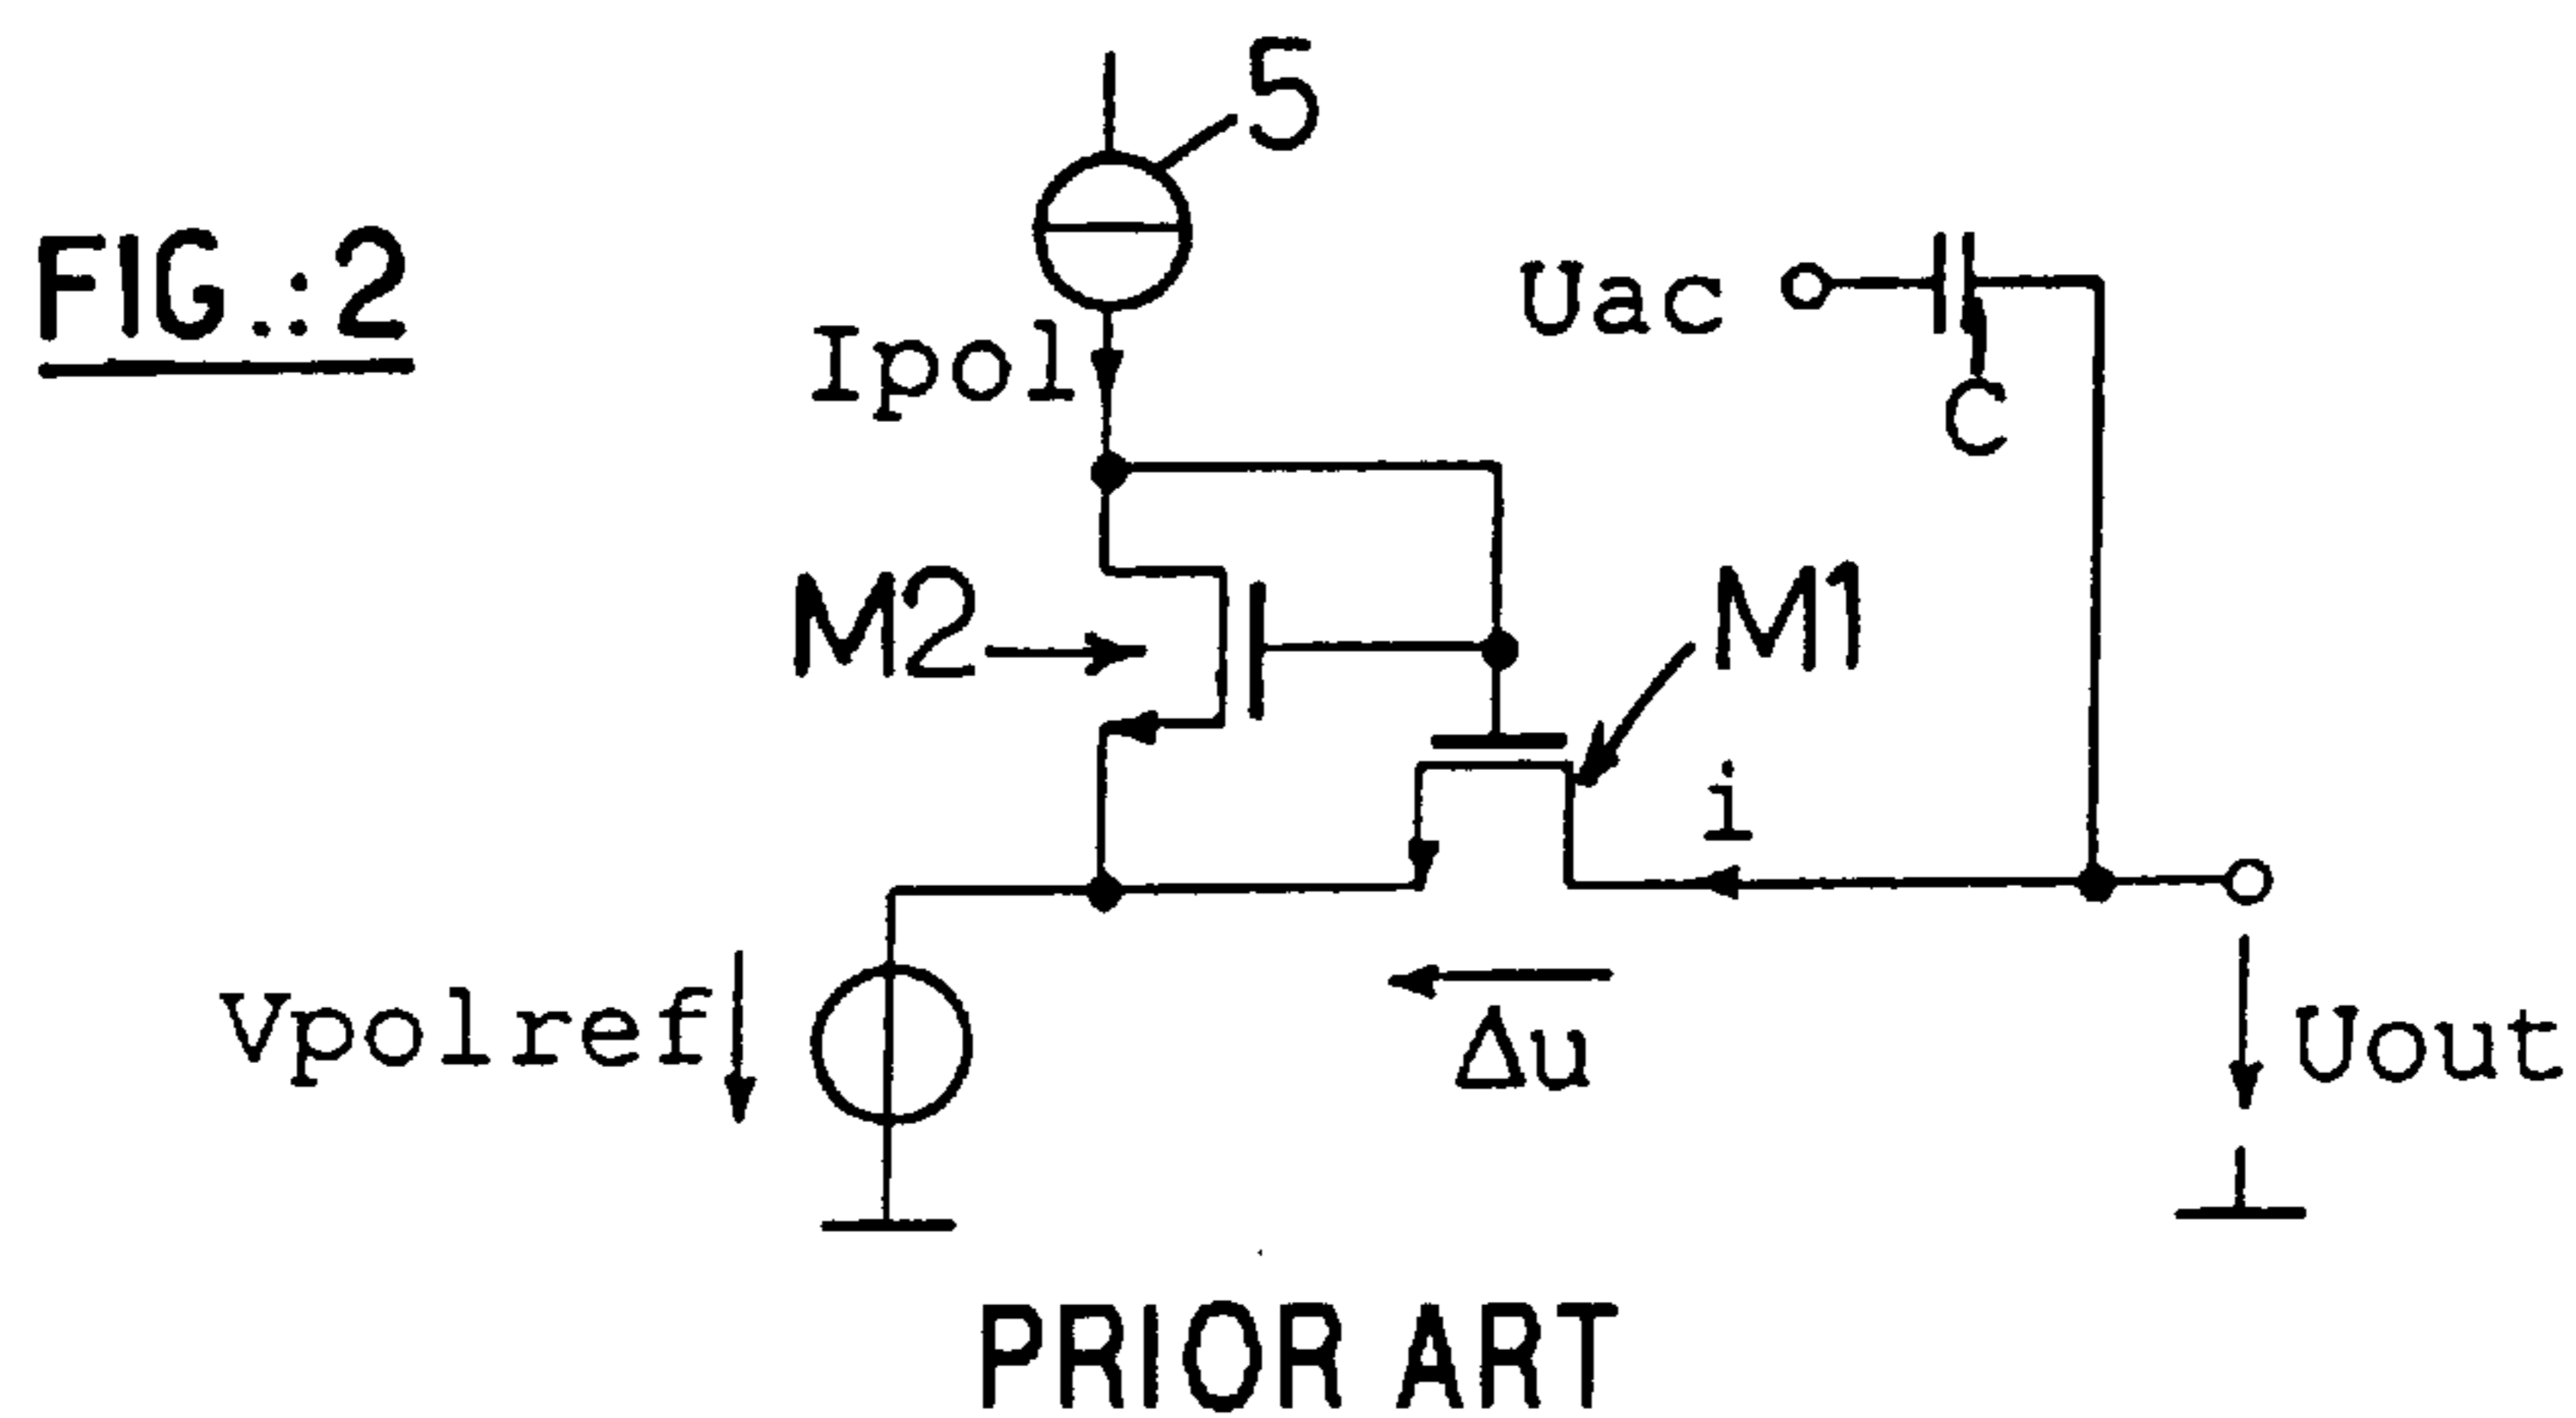 5
FIG.:2
Uac
Ipol
C
M2
M1
i
Vpolref
Δu
Uout
PRIOR ART